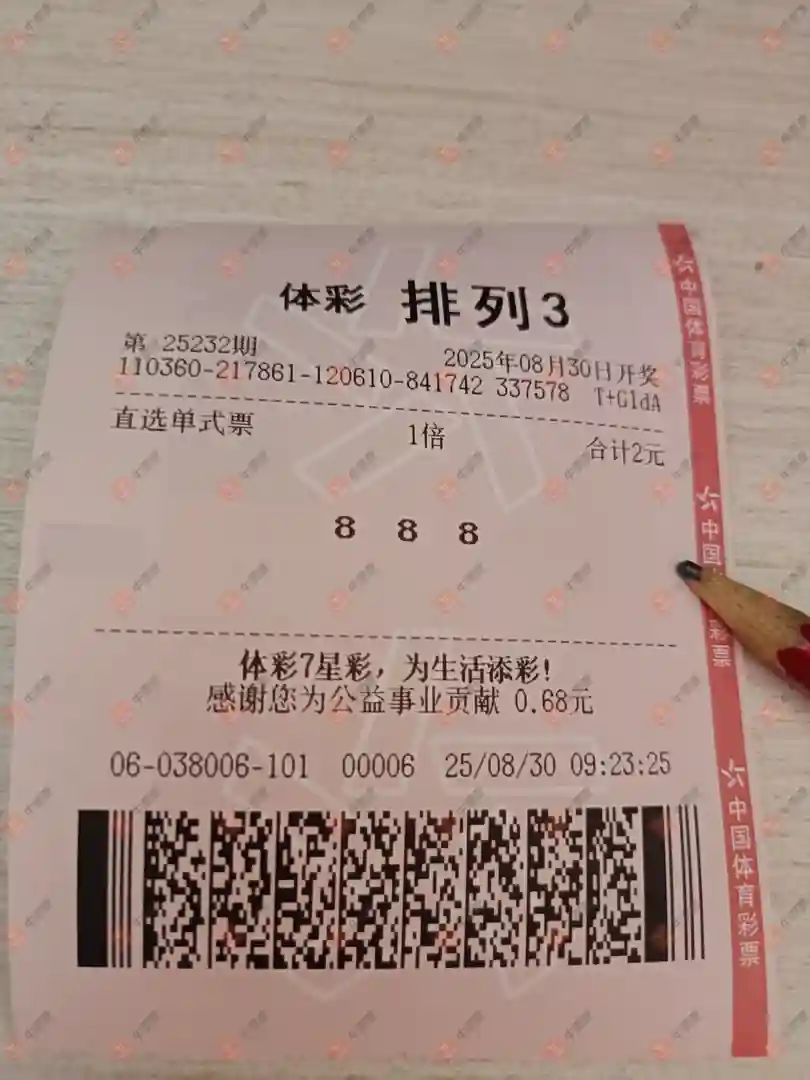 体彩 排列3
第 25232期 2025年08月30日开奖
110360-217861-120610-841742 337578 T+G1dA
直选单式票 1倍 合计2元
8 8 8
体彩7星彩，为生活添彩!
感谢您为公益事业贡献 0.68元
06-038006-101 00006 25/08/30 09:23:25
中国体育彩票
中国 彩票
中国体育彩票